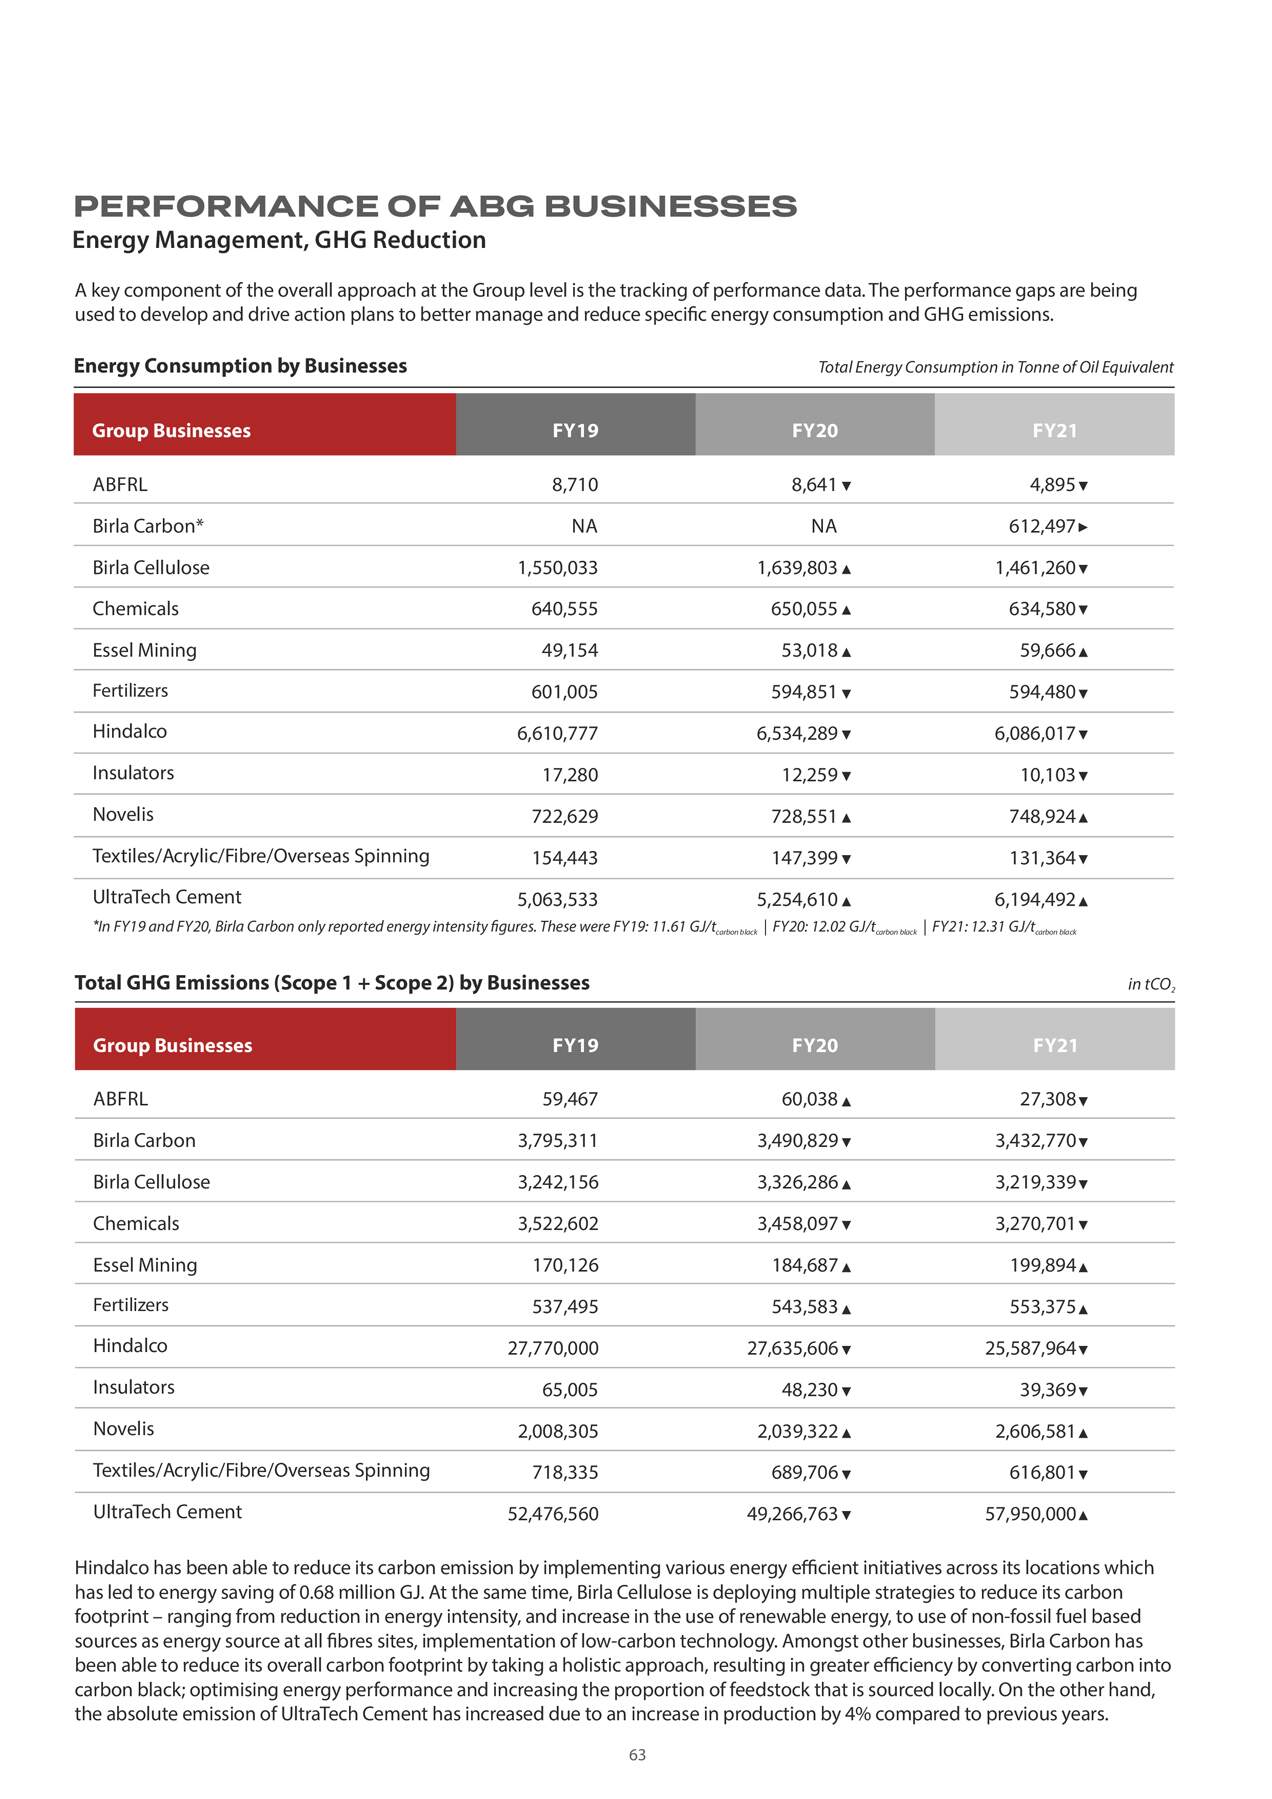 PERFORMANCE OF ABG BUSINESSES
Energy Management, GHG Reduction
A key component of the overall approach at the Group level is the tracking of performance data. The performance gaps are being
used to develop and drive action plans to better manage and reduce specific energy consumption and GHG emissions.
Energy Consumption by Businesses Total Energy Consumption in Tonne of Oil Equivalent
Group Businesses FY19 FY20 FY21
ABFRL 8,710 8,641▼ 4,895▼
Birla Carbon* NA NA 612,497►
Birla Cellulose 1,550,033 1,639,803▲ 1,461,260▼
Chemicals 640,555 650,055▲ 634,580▼
Essel Mining 49,154 53,018▲ 59,666▲
Fertilizers 601,005 594,851▼ 594,480▼
Hindalco 6,610,777 6,534,289▼ 6,086,017▼
Insulators 17,280 12,259▼ 10,103▼
Novelis 722,629 728,551▲ 748,924▲
Textiles/Acrylic/Fibre/Overseas Spinning 154,443 147,399▼ 131,364▼
UltraTech Cement 5,063,533 5,254,610▲ 6,194,492▲
*In FY19 and FY20, Birla Carbon only reported energy intensity figures. These were FY19: 11.61 GJ/tcarbon black | FY20: 12.02 GJ/tcarbon black | FY21: 12.31 GJ/tcarbon black
Total GHG Emissions (Scope 1 + Scope 2) by Businesses in tCO2
Group Businesses FY19 FY20 FY21
ABFRL 59,467 60,038▲ 27,308▼
Birla Carbon 3,795,311 3,490,829▼ 3,432,770▼
Birla Cellulose 3,242,156 3,326,286▲ 3,219,339▼
Chemicals 3,522,602 3,458,097▼ 3,270,701▼
Essel Mining 170,126 184,687▲ 199,894▲
Fertilizers 537,495 543,583▲ 553,375▲
Hindalco 27,770,000 27,635,606▼ 25,587,964▼
Insulators 65,005 48,230▼ 39,369▼
Novelis 2,008,305 2,039,322▲ 2,606,581▲
Textiles/Acrylic/Fibre/Overseas Spinning 718,335 689,706▼ 616,801▼
UltraTech Cement 52,476,560 49,266,763▼ 57,950,000▲
Hindalco has been able to reduce its carbon emission by implementing various energy efficient initiatives across its locations which
has led to energy saving of 0.68 million GJ. At the same time, Birla Cellulose is deploying multiple strategies to reduce its carbon
footprint – ranging from reduction in energy intensity, and increase in the use of renewable energy, to use of non-fossil fuel based
sources as energy source at all fibres sites, implementation of low-carbon technology. Amongst other businesses, Birla Carbon has
been able to reduce its overall carbon footprint by taking a holistic approach, resulting in greater efficiency by converting carbon into
carbon black; optimising energy performance and increasing the proportion of feedstock that is sourced locally. On the other hand,
the absolute emission of UltraTech Cement has increased due to an increase in production by 4% compared to previous years.
63